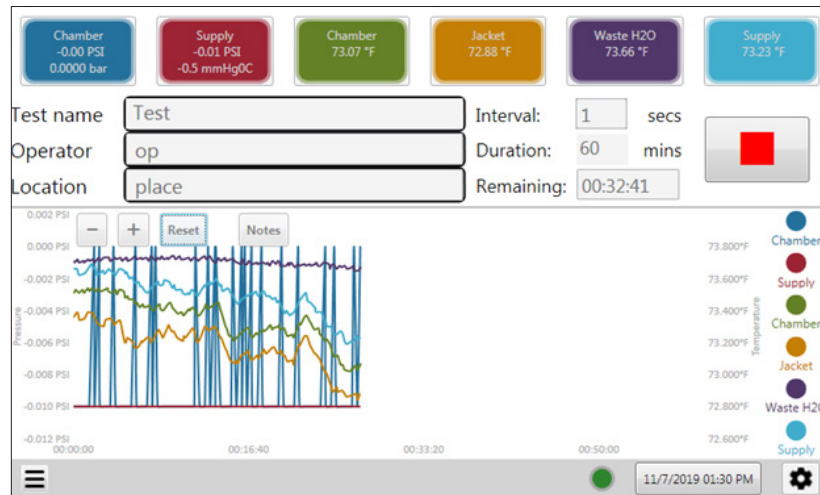 Chamber
-0.00 PSI
0.0000 bar
Supply
-0.01 PSI
-0.5 mmHg0C
Chamber
73.07 °F
Jacket
72.88 °F
Waste H2O
73.66 °F
Supply
73.23 °F
Test name Test
Interval: 1 secs
Operator op
Duration: 60 mins
Location place
Remaining: 00:32:41
− + Reset Notes
0.002 PSI
0.000 PSI
-0.002 PSI
-0.004 PSI
-0.006 PSI
-0.008 PSI
-0.010 PSI
-0.012 PSI
Pressure
00:00:00 00:16:40 00:33:20 00:50:00
73.800°F
73.600°F
73.400°F
73.200°F
73.000°F
72.800°F
72.600°F
Temperature
Chamber
Supply
Chamber
Jacket
Waste H2O
Supply
11/7/2019 01:30 PM